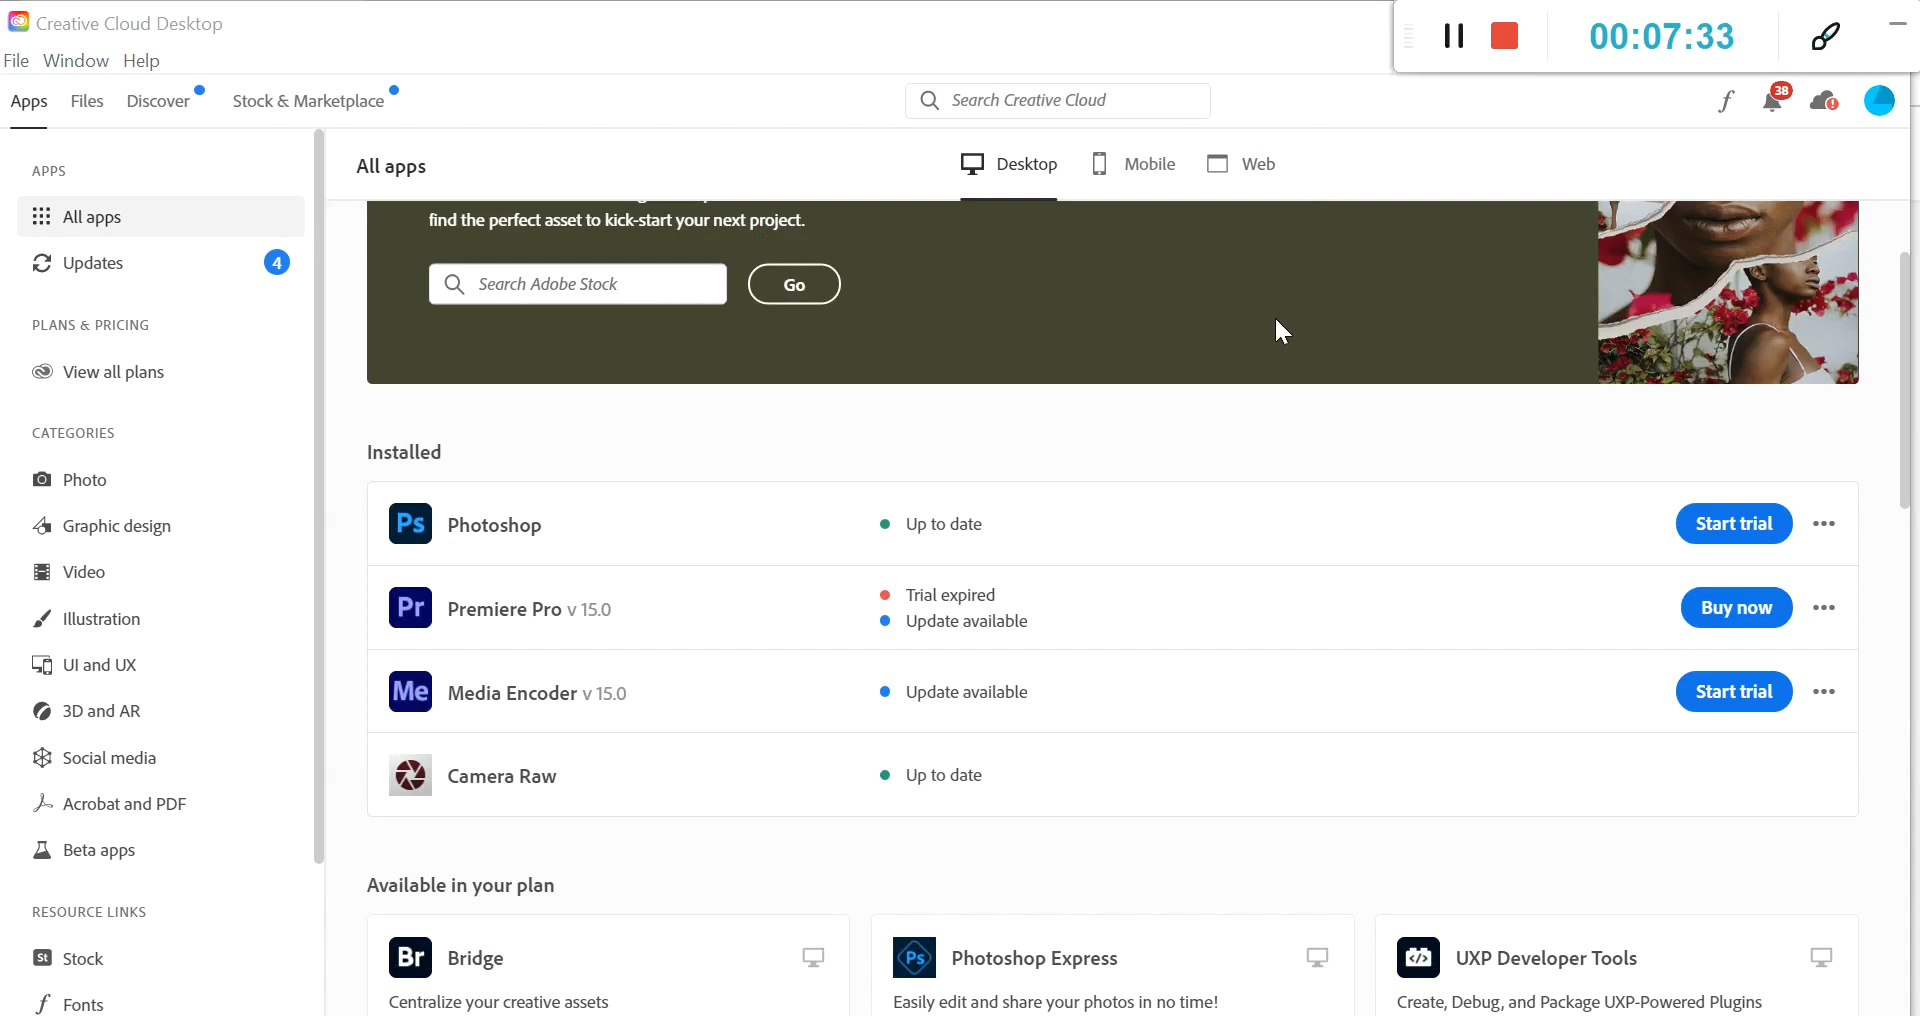 Creative Cloud Desktop
00:07:33
File Window Help
Apps Files Discover Stock & Marketplace
Search Creative Cloud
38
All apps
Desktop Mobile Web
APPS
All apps
Updates 4
PLANS & PRICING
View all plans
CATEGORIES
Photo
Graphic design
Video
Illustration
UI and UX
3D and AR
Social media
Acrobat and PDF
Beta apps
RESOURCE LINKS
St Stock
Fonts
find the perfect asset to kick-start your next project.
Search Adobe Stock
Go
Installed
Ps Photoshop Up to date Start trial
Pr Premiere Pro v 15.0 Trial expired
Update available Buy now
Me Media Encoder v 15.0 Update available Start trial
Camera Raw Up to date
Available in your plan
Br Bridge
Centralize your creative assets
Ps Photoshop Express
Easily edit and share your photos in no time!
</> UXP Developer Tools
Create, Debug, and Package UXP-Powered Plugins